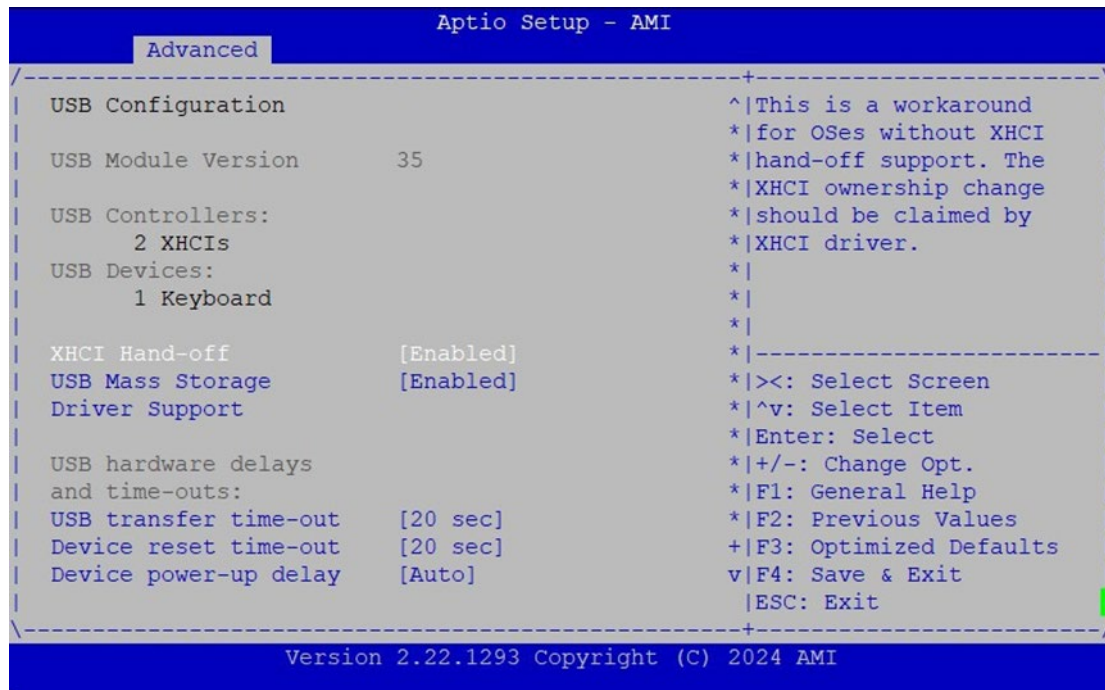 Aptio Setup - AMI
Advanced
USB Configuration
USB Module Version 35
USB Controllers:
2 XHCIs
USB Devices:
1 Keyboard
XHCI Hand-off [Enabled]
USB Mass Storage [Enabled]
Driver Support
USB hardware delays
and time-outs:
USB transfer time-out [20 sec]
Device reset time-out [20 sec]
Device power-up delay [Auto]
This is a workaround
for OSes without XHCI
hand-off support. The
XHCI ownership change
should be claimed by
XHCI driver.
><: Select Screen
^v: Select Item
Enter: Select
+/-: Change Opt.
F1: General Help
F2: Previous Values
F3: Optimized Defaults
F4: Save & Exit
ESC: Exit
Version 2.22.1293 Copyright (C) 2024 AMI